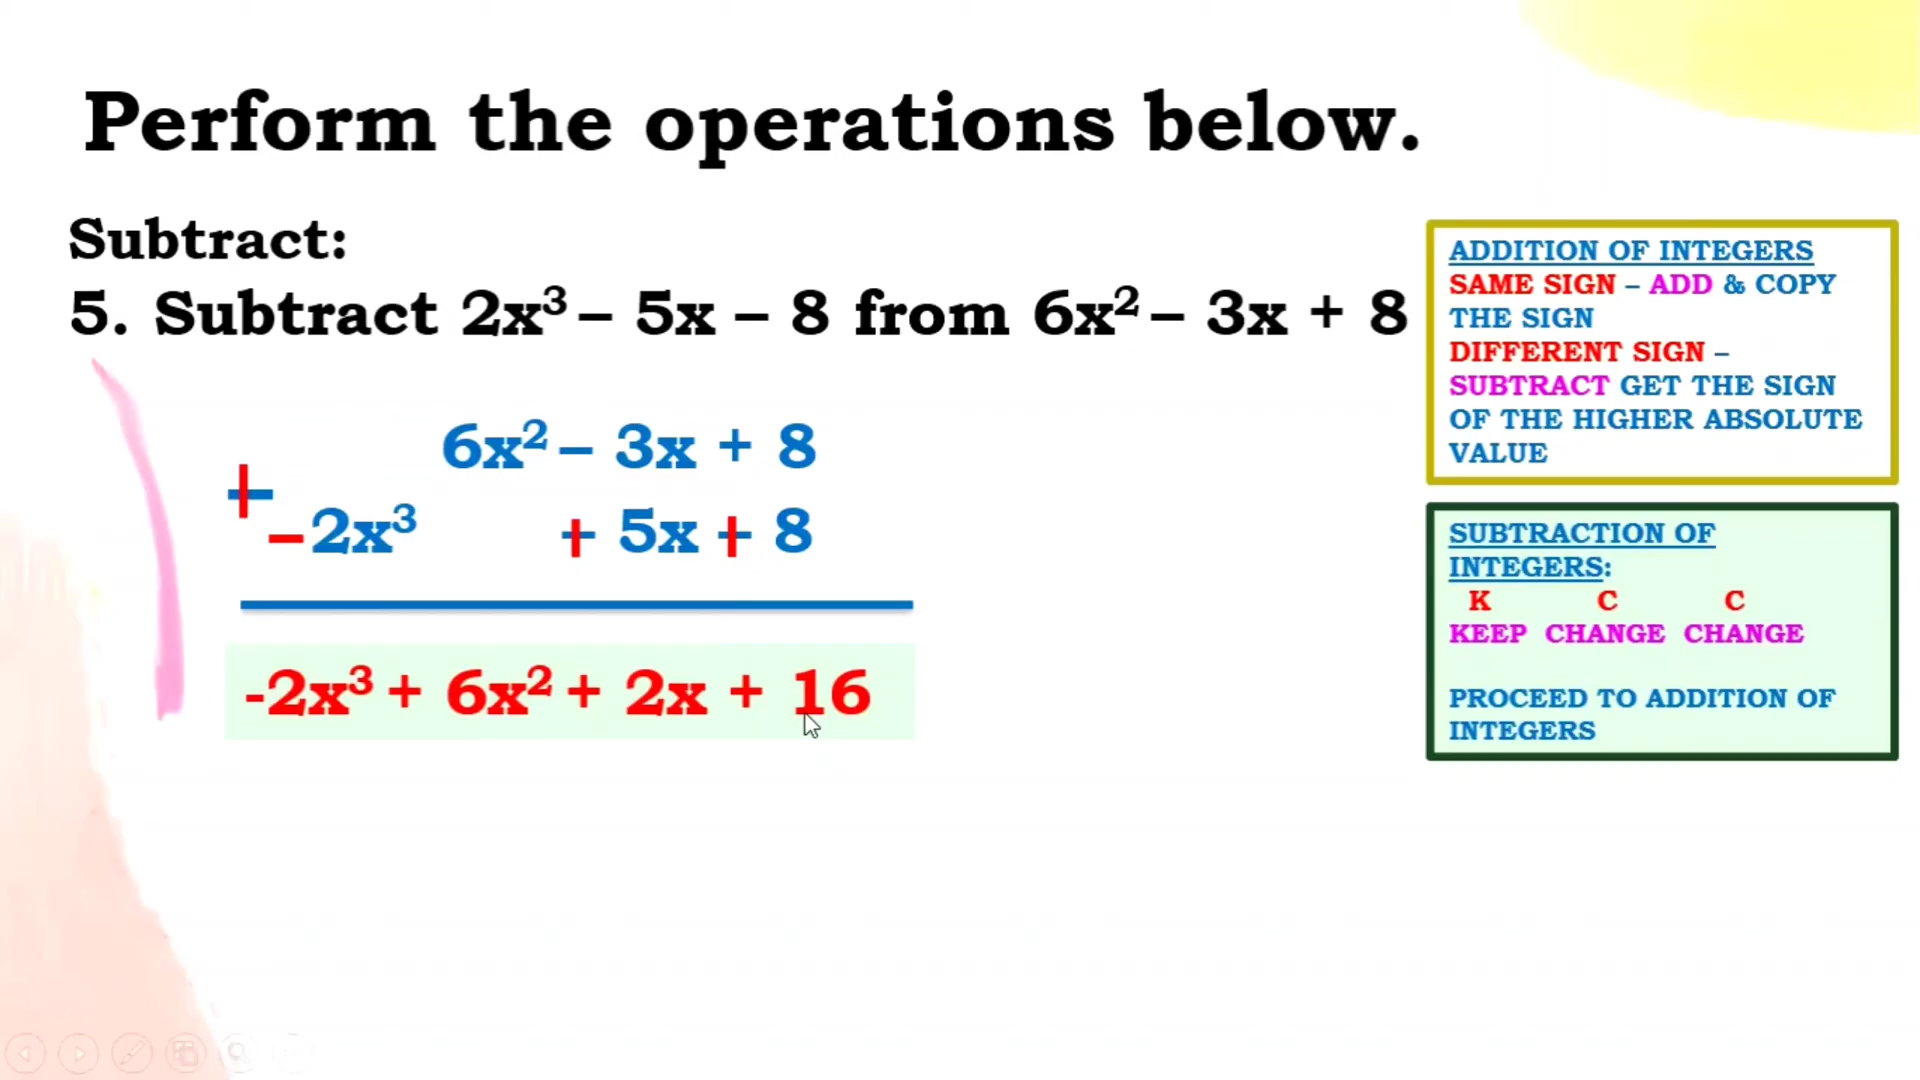 Perform the operations below.
Subtract:
5. Subtract 2x³ – 5x – 8 from 6x² – 3x + 8
6x² – 3x + 8
+
–2x³ + 5x + 8
-2x³ + 6x² + 2x + 16
ADDITION OF INTEGERS
SAME SIGN – ADD & COPY
THE SIGN
DIFFERENT SIGN –
SUBTRACT GET THE SIGN
OF THE HIGHER ABSOLUTE
VALUE
SUBTRACTION OF
INTEGERS:
K C C
KEEP CHANGE CHANGE
PROCEED TO ADDITION OF
INTEGERS